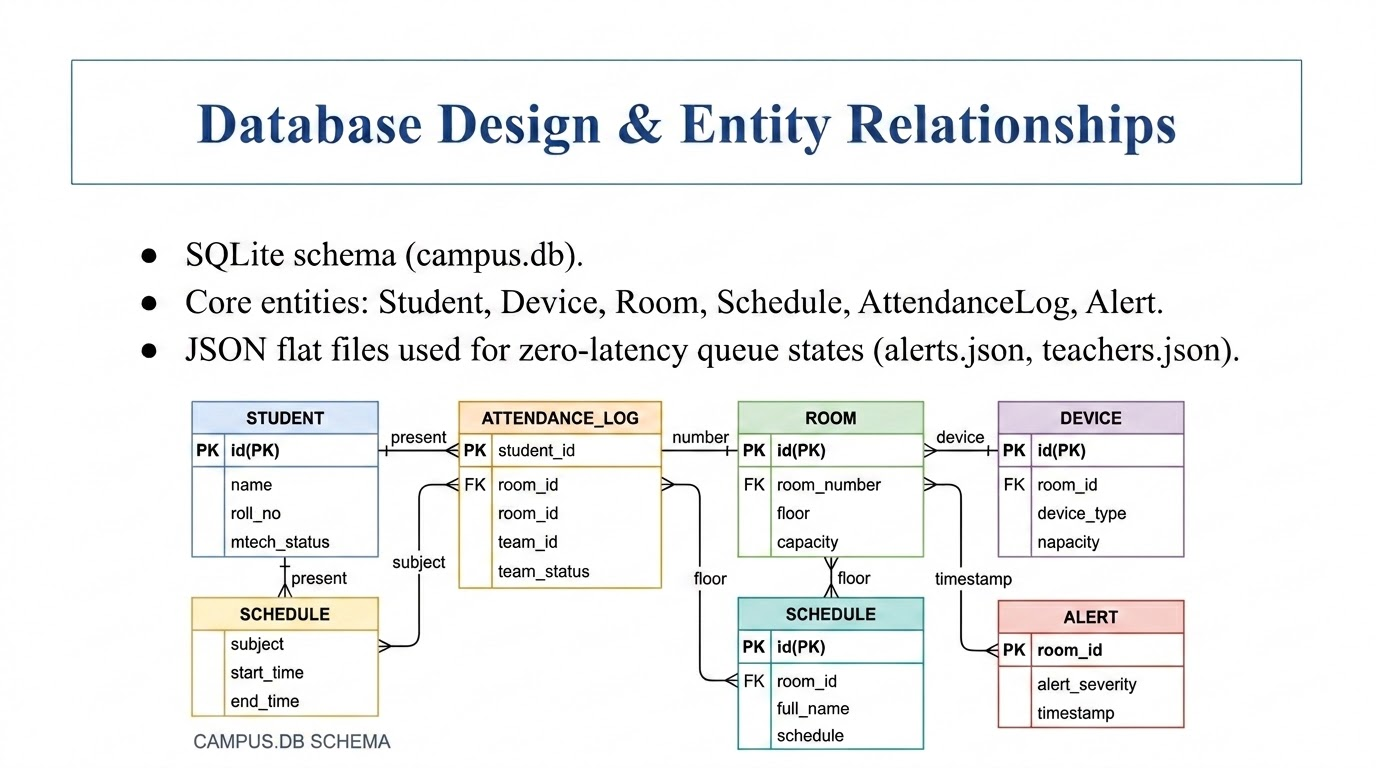 Database Design & Entity Relationships
● SQLite schema (campus.db).
● Core entities: Student, Device, Room, Schedule, AttendanceLog, Alert.
● JSON flat files used for zero-latency queue states (alerts.json, teachers.json).
STUDENT
PK id(PK)
name
roll_no
mtech_status
present
ATTENDANCE_LOG
PK student_id
FK room_id
room_id
team_id
team_status
number
ROOM
PK id(PK)
FK room_number
floor
capacity
device
DEVICE
PK id(PK)
FK room_id
device_type
napacity
present
subject
floor
floor
timestamp
SCHEDULE
subject
start_time
end_time
SCHEDULE
PK id(PK)
FK room_id
full_name
schedule
ALERT
PK room_id
alert_severity
timestamp
CAMPUS.DB SCHEMA